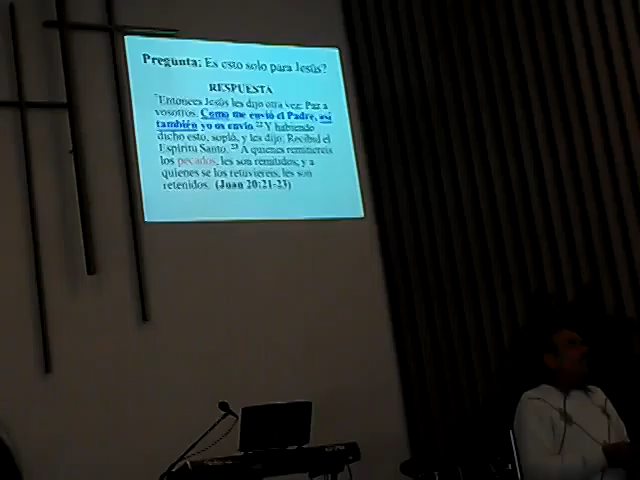 Pregunta: Es esto solo para Jesús?
RESPUESTA
Entonces Jesús les dijo otra vez: Paz a
vosotros. Como me envió el Padre, así
también yo os envío. 22 Y habiendo
dicho esto, sopló, y les dijo: Recibid el
Espíritu Santo. 23 A quienes remitiereis
los pecados, les son remitidos; y a
quienes se los retuviereis, les son
retenidos. (Juan 20:21-23)